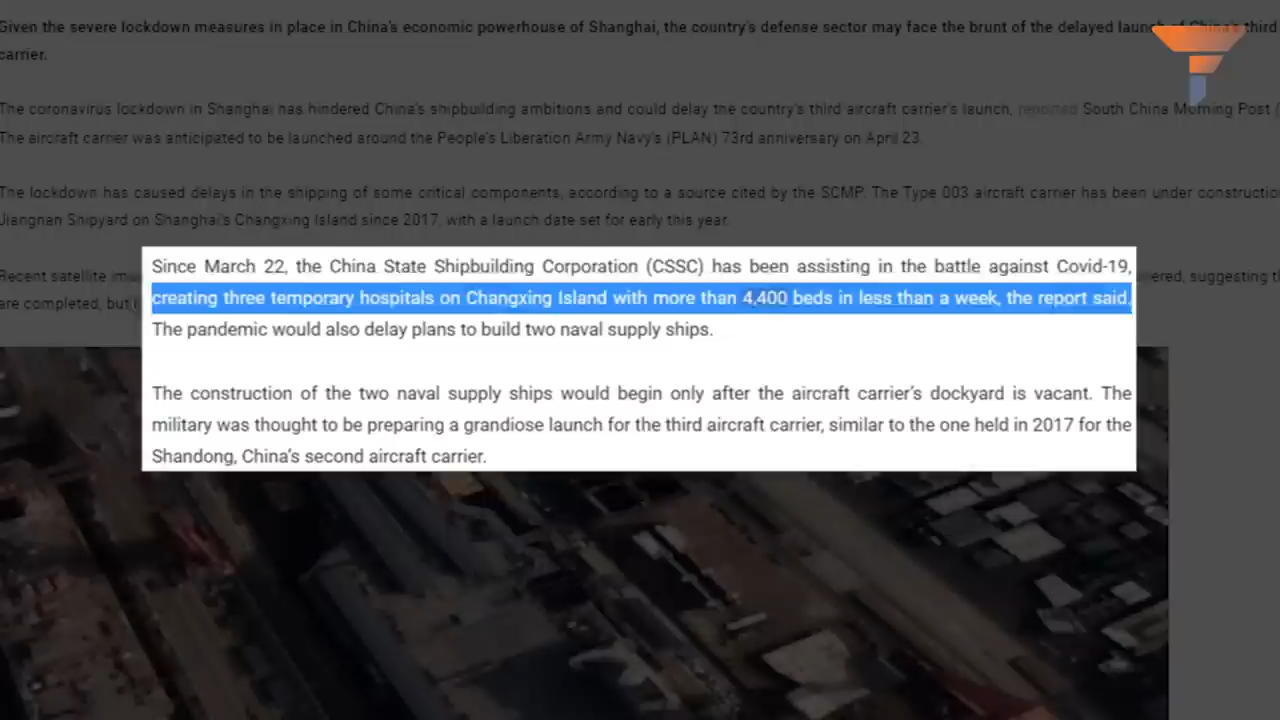 Given the severe lockdown measures in place in China's economic powerhouse of Shanghai, the country's defense sector may face the brunt of the delayed launch of China's third
carrier.
The coronavirus lockdown in Shanghai has hindered China's shipbuilding ambitions and could delay the country's third aircraft carrier's launch, reported South China Morning Post
The aircraft carrier was anticipated to be launched around the People's Liberation Army Navy's (PLAN) 73rd anniversary on April 23.
The lockdown has caused delays in the shipping of some critical components, according to a source cited by the SCMP. The Type 003 aircraft carrier has been under constructio
Jiangnan Shipyard on Shanghai's Changxing Island since 2017, with a launch date set for early this year.
Recent satellite
suggesting
are completed, but
Since March 22, the China State Shipbuilding Corporation (CSSC) has been assisting in the battle against Covid-19,
creating three temporary hospitals on Changxing Island with more than 4,400 beds in less than a week, the report said.
The pandemic would also delay plans to build two naval supply ships.
The construction of the two naval supply ships would begin only after the aircraft carrier's dockyard is vacant. The
military was thought to be preparing a grandiose launch for the third aircraft carrier, similar to the one held in 2017 for the
Shandong, China's second aircraft carrier.